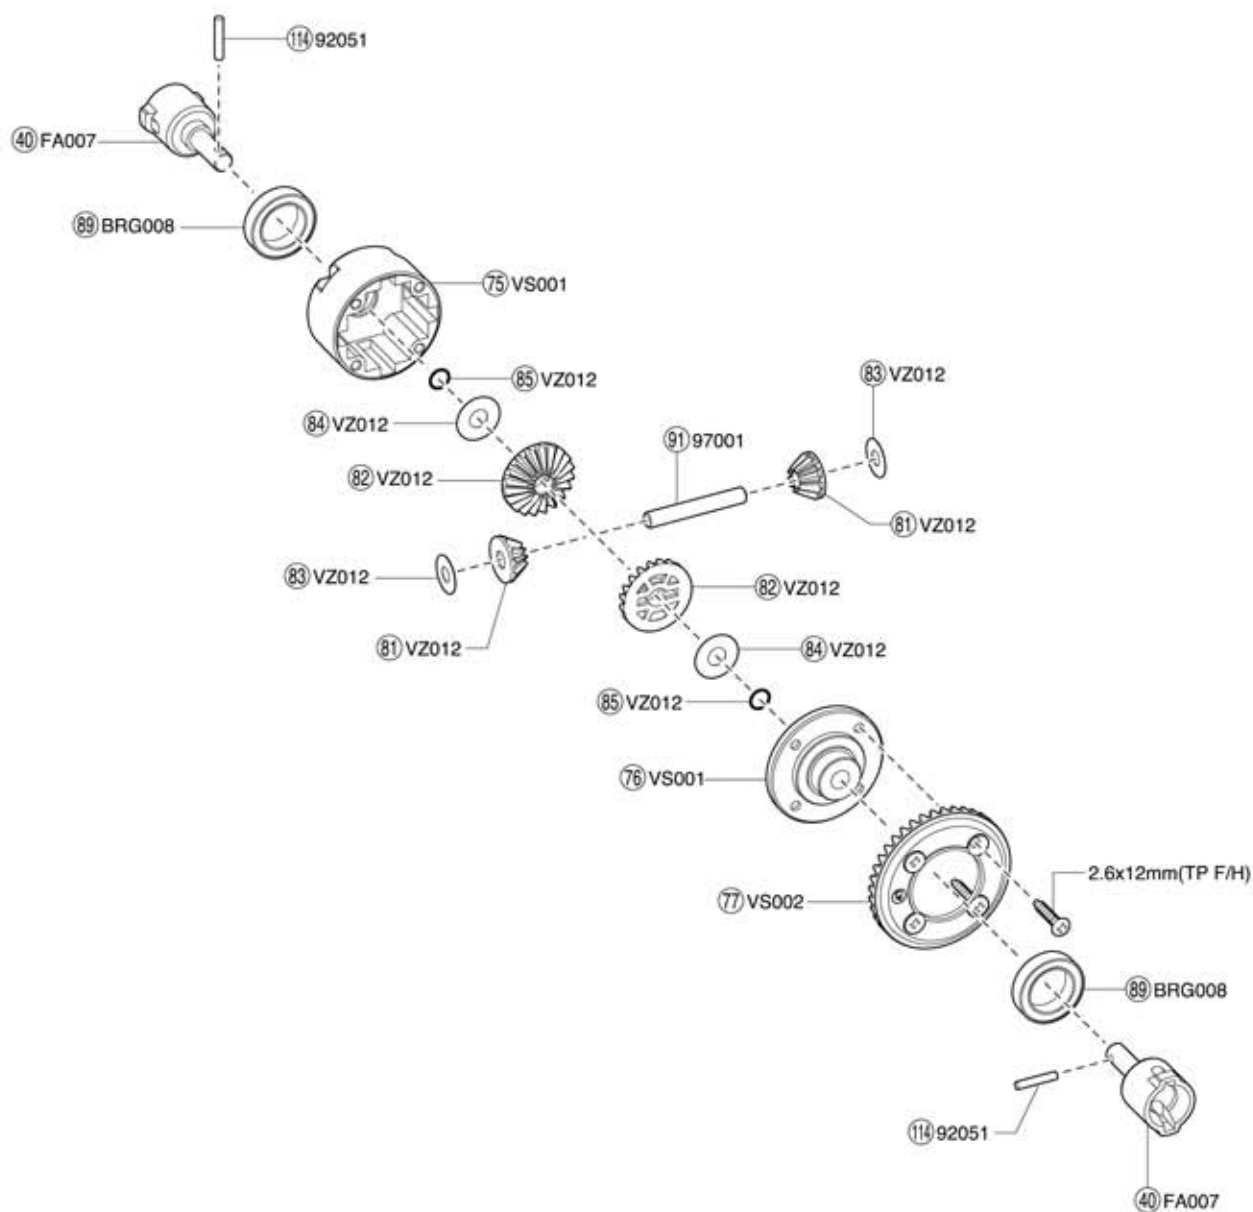 114 92051
40 FA007
89 BRG008
75 VS001
85 VZ012
83 VZ012
84 VZ012
91 97001
82 VZ012
81 VZ012
83 VZ012
82 VZ012
81 VZ012
84 VZ012
85 VZ012
76 VS001
2.6x12mm(TP F/H)
77 VS002
89 BRG008
114 92051
40 FA007